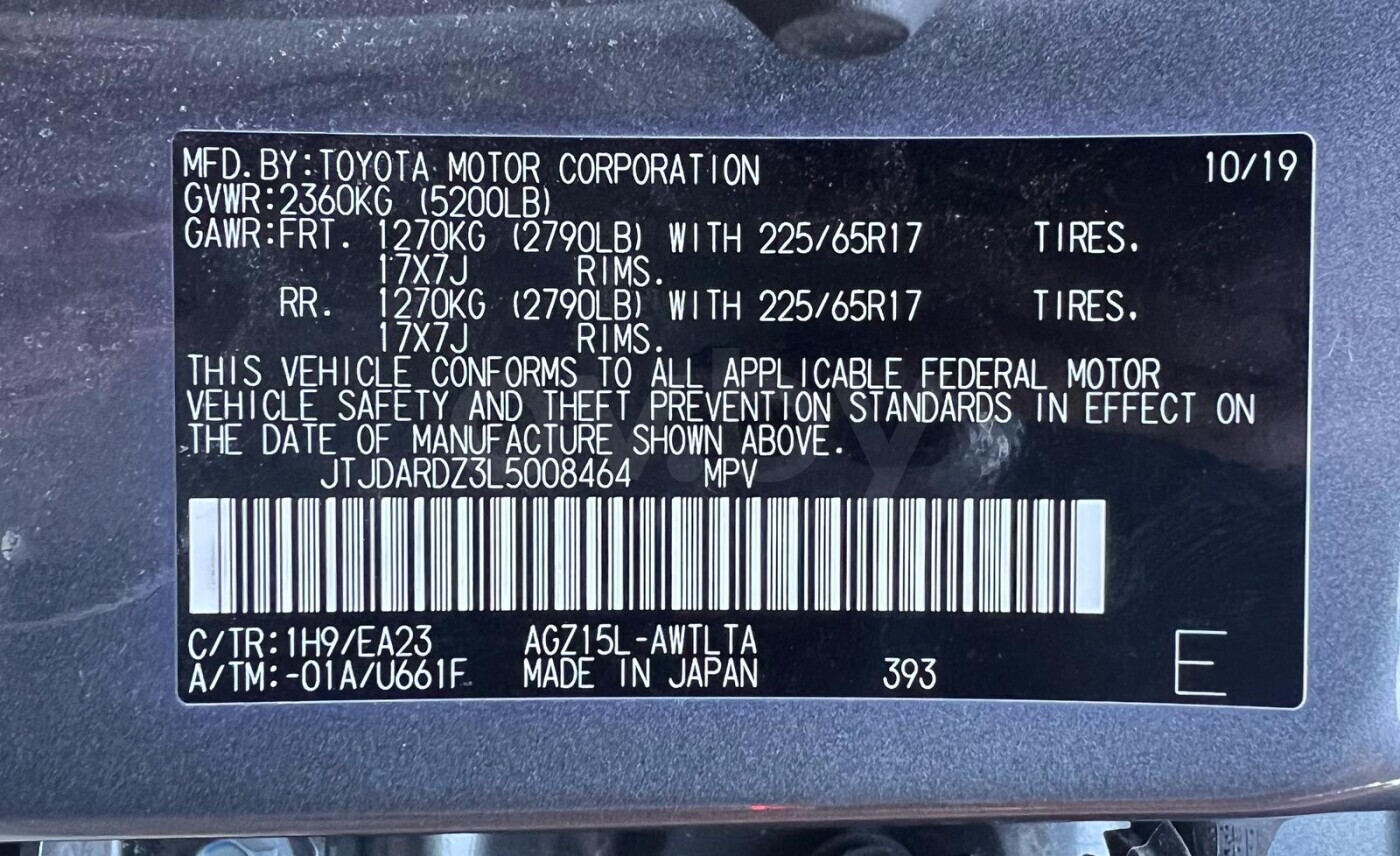 MFD. BY: TOYOTA MOTOR CORPORATION 10/19
GVWR: 2360KG (5200LB)
GAWR: FRT. 1270KG (2790LB) WITH 225/65R17 TIRES.
17X7J RIMS.
RR. 1270KG (2790LB) WITH 225/65R17 TIRES.
17X7J RIMS.
THIS VEHICLE CONFORMS TO ALL APPLICABLE FEDERAL MOTOR
VEHICLE SAFETY AND THEFT PREVENTION STANDARDS IN EFFECT ON
THE DATE OF MANUFACTURE SHOWN ABOVE.
JTJDARDZ3L5008464 MPV
C/TR: 1H9/EA23 AGZ15L-AWTLTA
A/TM: -01A/U661F MADE IN JAPAN 393 E